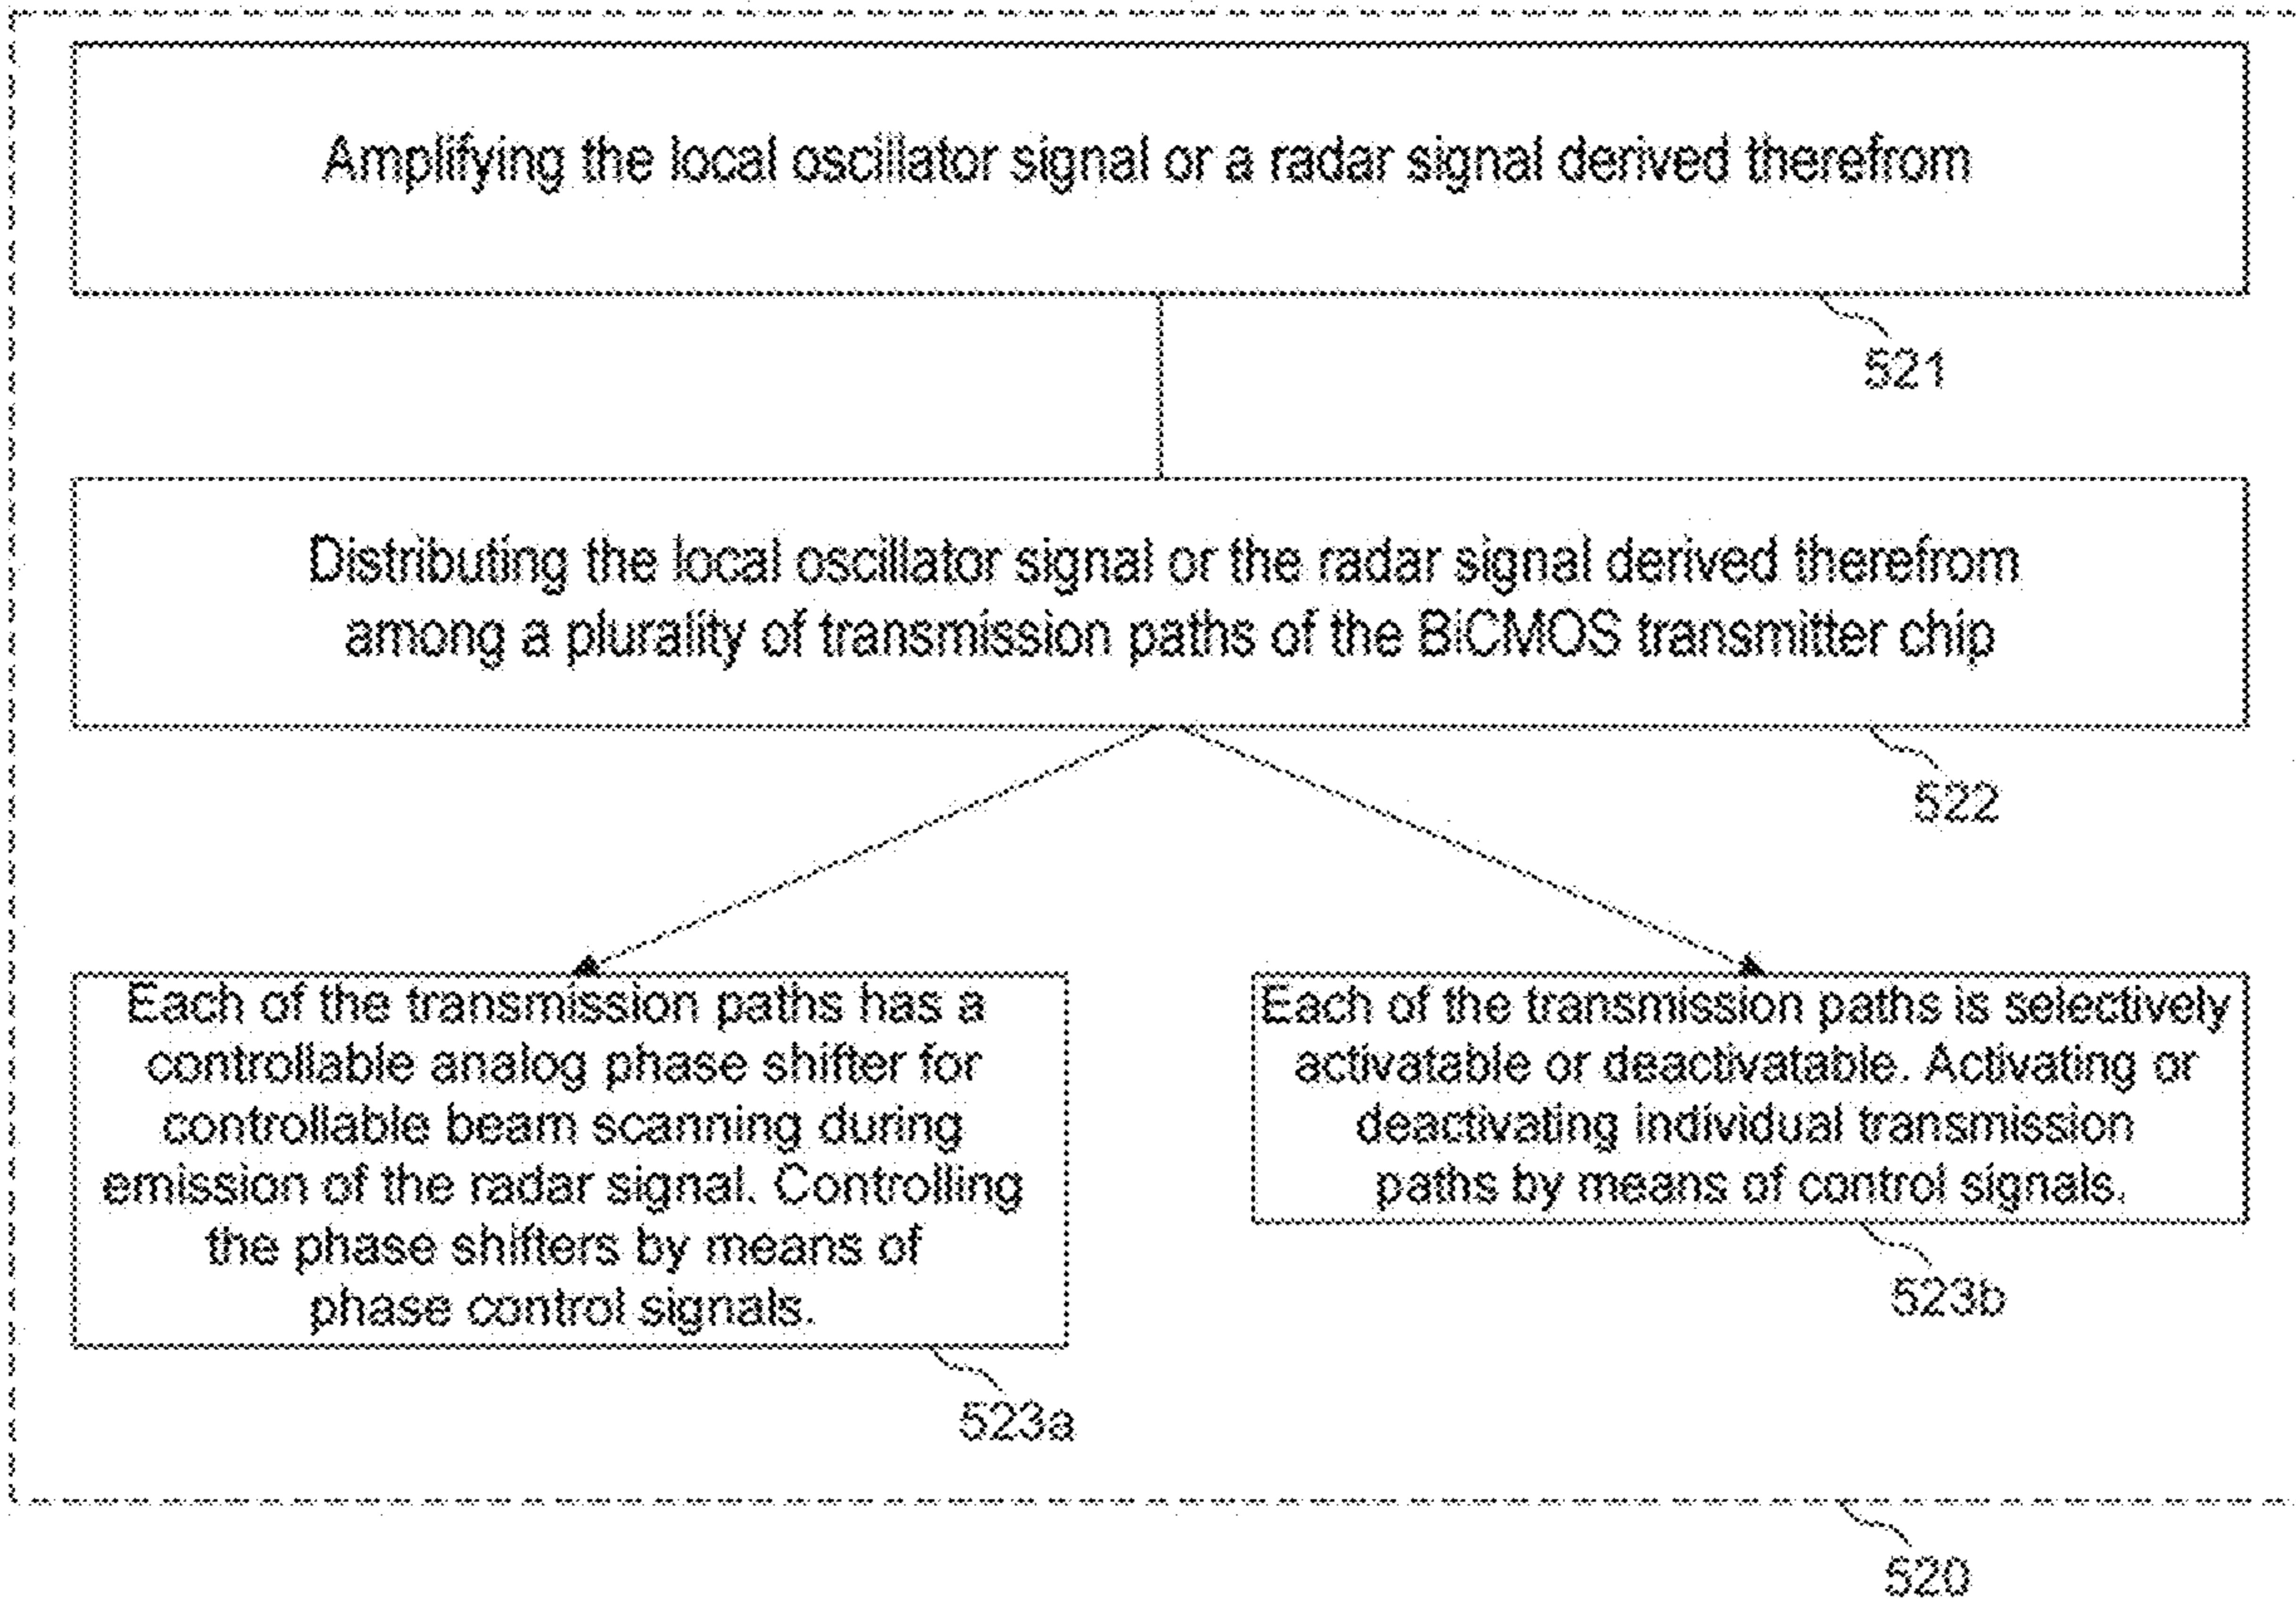 Amplifying the local oscillator signal or a radar signal derived therefrom
521
Distributing the local oscillator signal or the radar signal derived therefrom
among a plurality of transmission paths of the BiCMOS transmitter chip
522
Each of the transmission paths has a
controllable analog phase shifter for
controllable beam scanning during
emission of the radar signal. Controlling
the phase shifters by means of
phase control signals.
523a
Each of the transmission paths is selectively
activatable or deactivatable. Activating or
deactivating individual transmission
paths by means of control signals.
523b
520